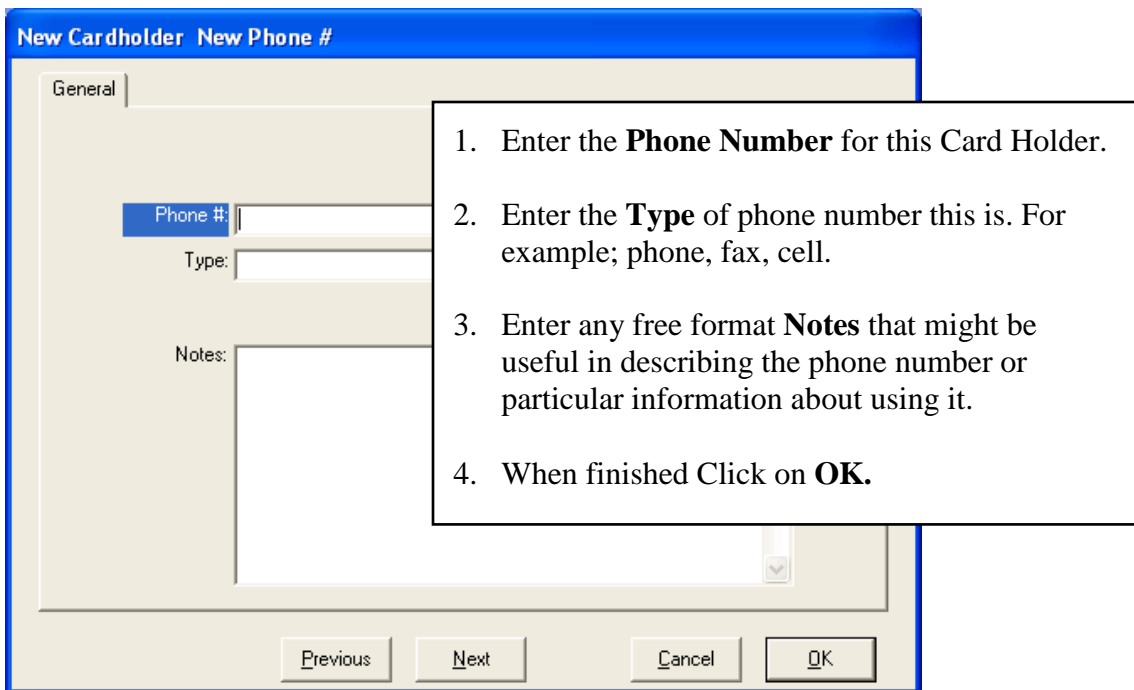 New Cardholder New Phone #
General
1. Enter the Phone Number for this Card Holder.
Phone #:
2. Enter the Type of phone number this is. For
example; phone, fax, cell.
Type:
3. Enter any free format Notes that might be
useful in describing the phone number or
particular information about using it.
Notes:
4. When finished Click on OK.
Previous
Next
Cancel
OK